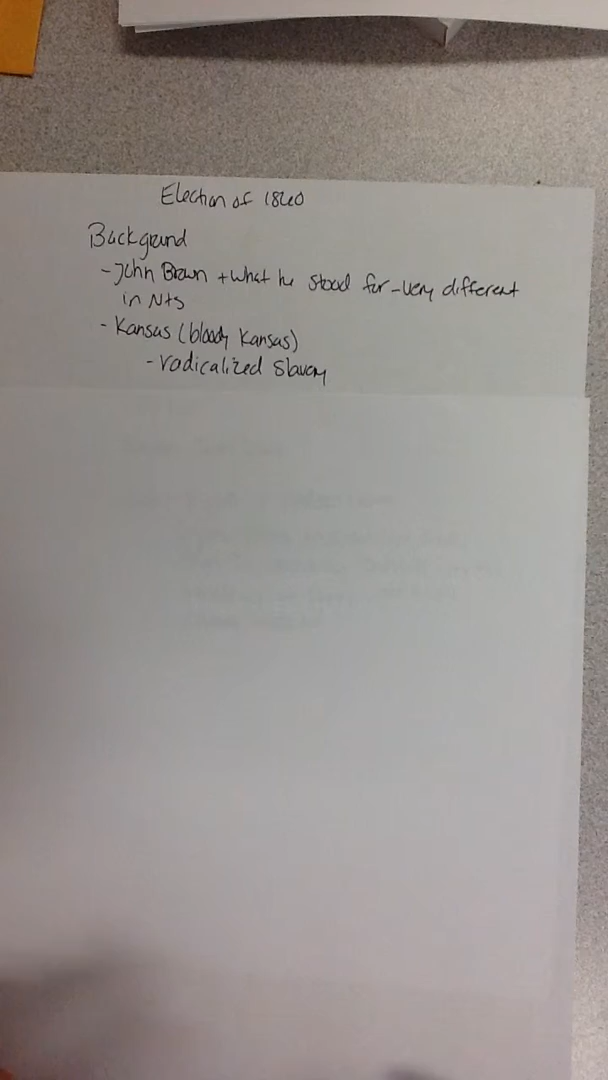 Election of 1860
Background
- John Brown + what he stood for - very different
in N+S
- Kansas (bloody Kansas)
- radicalized slavery